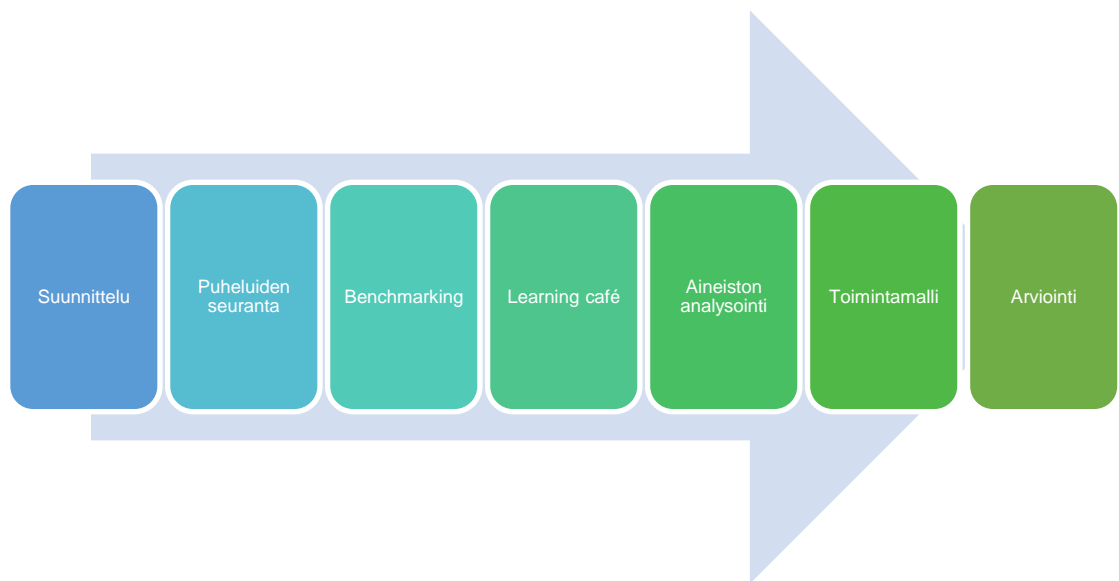 Suunnittelu
Puheluiden
seuranta
Benchmarking
Learning café
Aineiston
analysointi
Toimintamalli
Arviointi